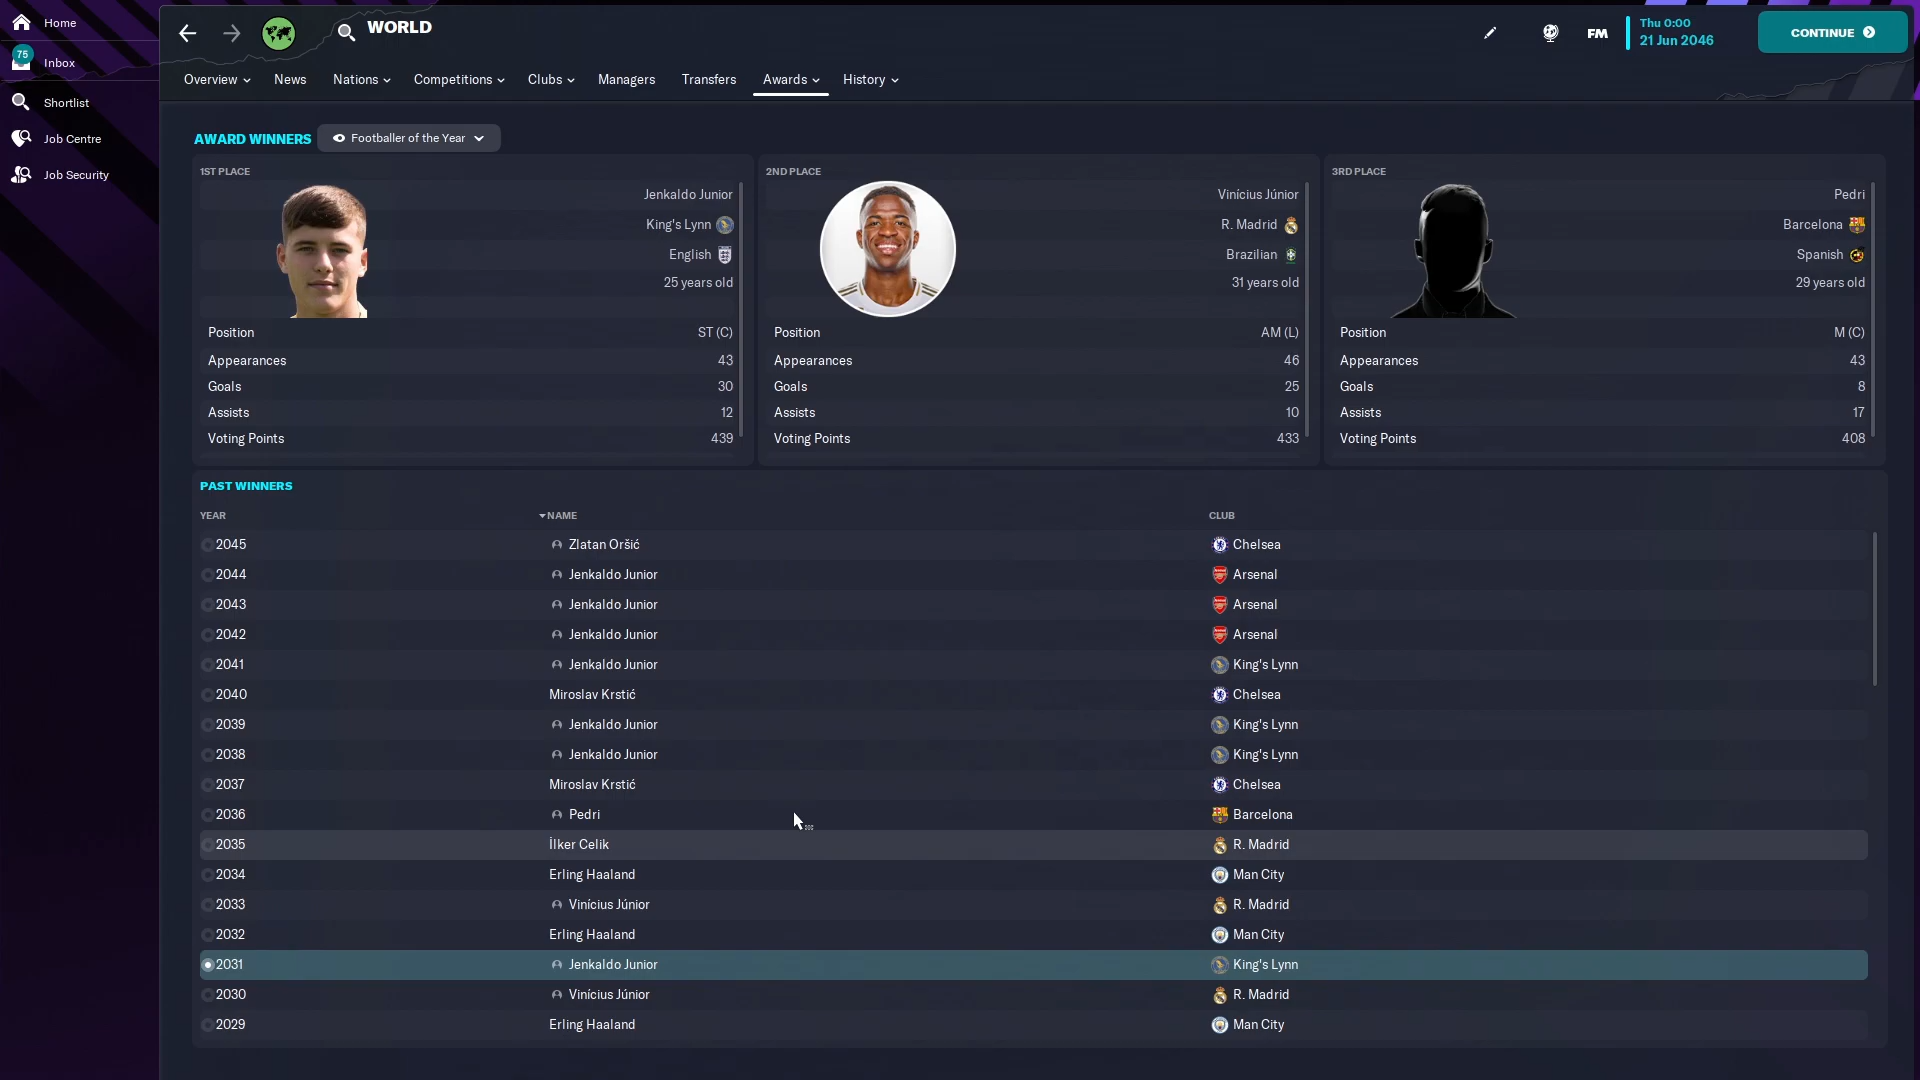 Home
75
Inbox
Shortlist
Job Centre
Job Security
WORLD
FM
Thu 0:00
21 Jun 2046
CONTINUE
Overview News Nations Competitions Clubs Managers Transfers Awards History
AWARD WINNERS Footballer of the Year
1ST PLACE
Jenkaldo Junior
King's Lynn
English
25 years old
Position ST (C)
Appearances 43
Goals 30
Assists 12
Voting Points 439
2ND PLACE
Vinícius Júnior
R. Madrid
Brazilian
31 years old
Position AM (L)
Appearances 46
Goals 25
Assists 10
Voting Points 433
3RD PLACE
Pedri
Barcelona
Spanish
29 years old
Position M (C)
Appearances 43
Goals 8
Assists 17
Voting Points 408
PAST WINNERS
YEAR NAME CLUB
2045 Zlatan Oršić Chelsea
2044 Jenkaldo Junior Arsenal
2043 Jenkaldo Junior Arsenal
2042 Jenkaldo Junior Arsenal
2041 Jenkaldo Junior King's Lynn
2040 Miroslav Krstić Chelsea
2039 Jenkaldo Junior King's Lynn
2038 Jenkaldo Junior King's Lynn
2037 Miroslav Krstić Chelsea
2036 Pedri Barcelona
2035 İlker Celik R. Madrid
2034 Erling Haaland Man City
2033 Vinícius Júnior R. Madrid
2032 Erling Haaland Man City
2031 Jenkaldo Junior King's Lynn
2030 Vinícius Júnior R. Madrid
2029 Erling Haaland Man City